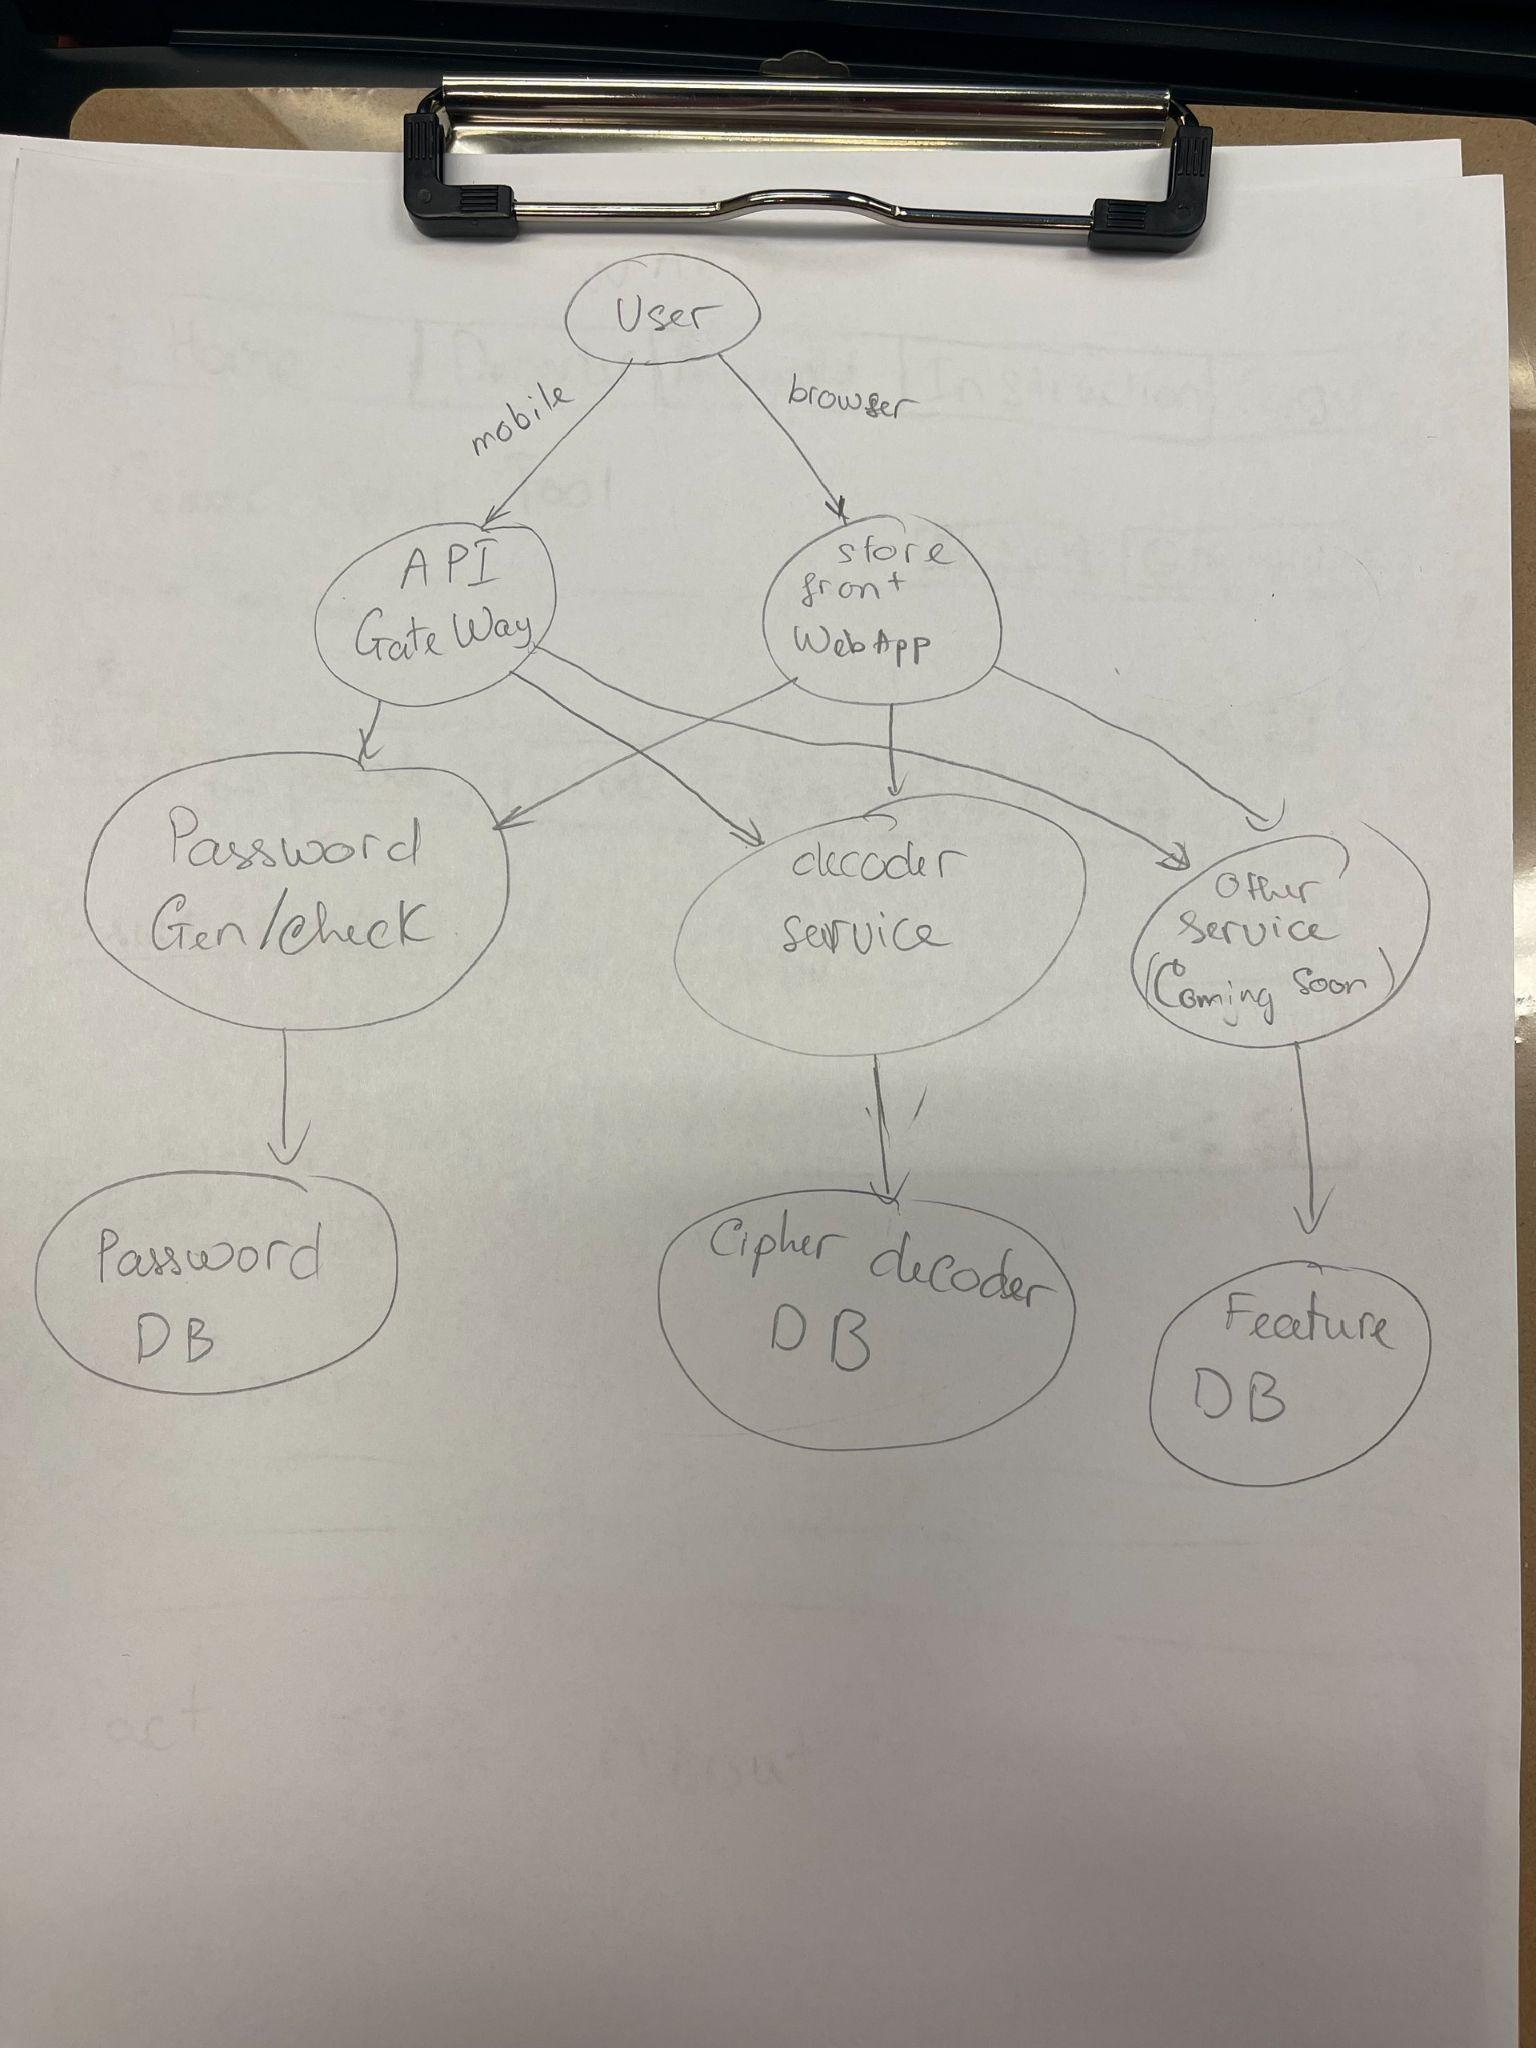 User
mobile
browser
API
GateWay
store
front
WebApp
Password
Gen/check
decoder
service
other
service
(Coming Soon)
Password
DB
Cipher decoder
DB
Feature
DB